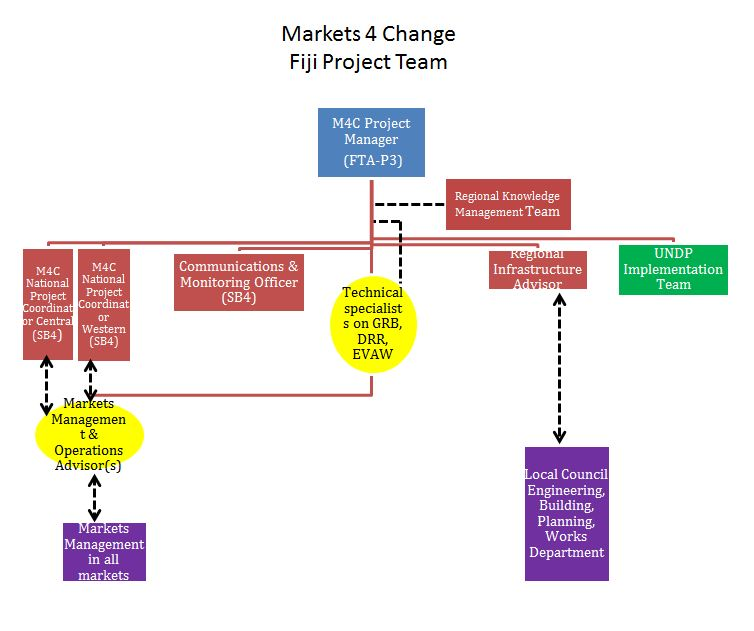 Markets 4 Change
Fiji Project Team
M4C Project
Manager
(FTA-P3)
Regional Knowledge
Management Team
M4C
National
Project
Coordinat
or Central
(SB4)
M4C
National
Project
Coordinat
or
Western
(SB4)
Communications &
Monitoring Officer
(SB4)
Technical
specialist
s on GRB,
DRR,
EVAW
Regional
Infrastructure
Advisor
UNDP
Implementation
Team
Markets
Managemen
t &
Operations
Advisor(s)
Markets
Management
in all
markets
Local Council
Engineering,
Building,
Planning,
Works
Department